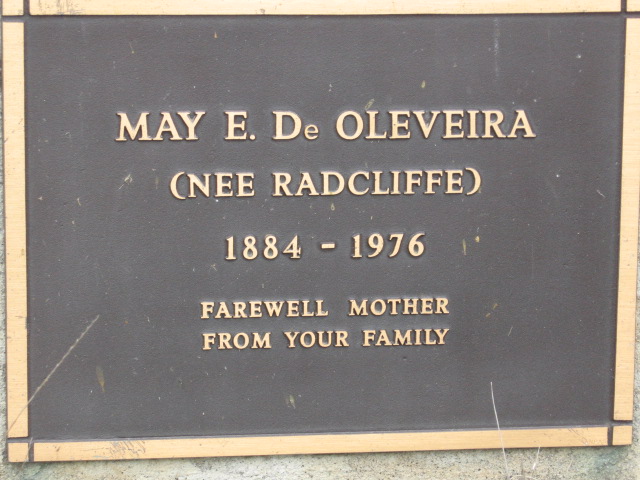 MAY E. De OLEVEIRA
(NEE RADCLIFFE)
1884 - 1976
FAREWELL MOTHER
FROM YOUR FAMILY